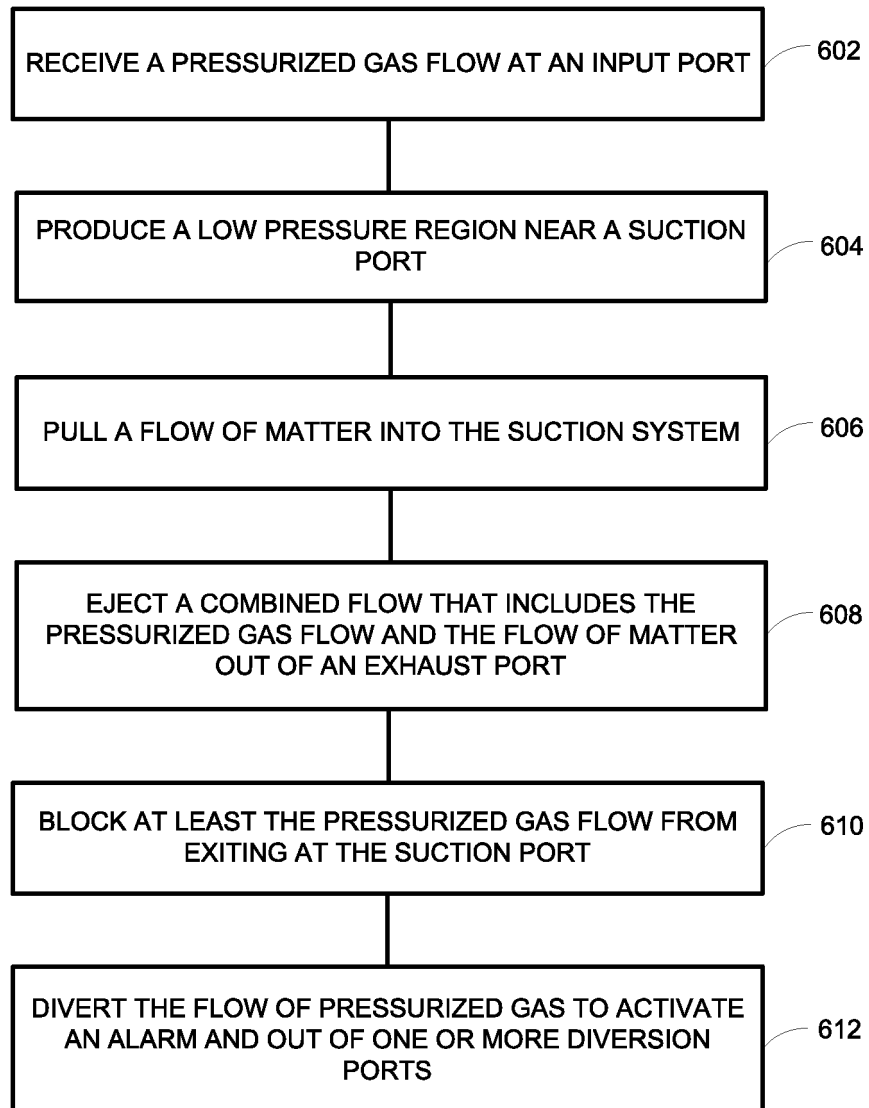 RECEIVE A PRESSURIZED GAS FLOW AT AN INPUT PORT
602
PRODUCE A LOW PRESSURE REGION NEAR A SUCTION
PORT
604
PULL A FLOW OF MATTER INTO THE SUCTION SYSTEM
606
EJECT A COMBINED FLOW THAT INCLUDES THE
PRESSURIZED GAS FLOW AND THE FLOW OF MATTER
OUT OF AN EXHAUST PORT
608
BLOCK AT LEAST THE PRESSURIZED GAS FLOW FROM
EXITING AT THE SUCTION PORT
610
DIVERT THE FLOW OF PRESSURIZED GAS TO ACTIVATE
AN ALARM AND OUT OF ONE OR MORE DIVERSION
PORTS
612